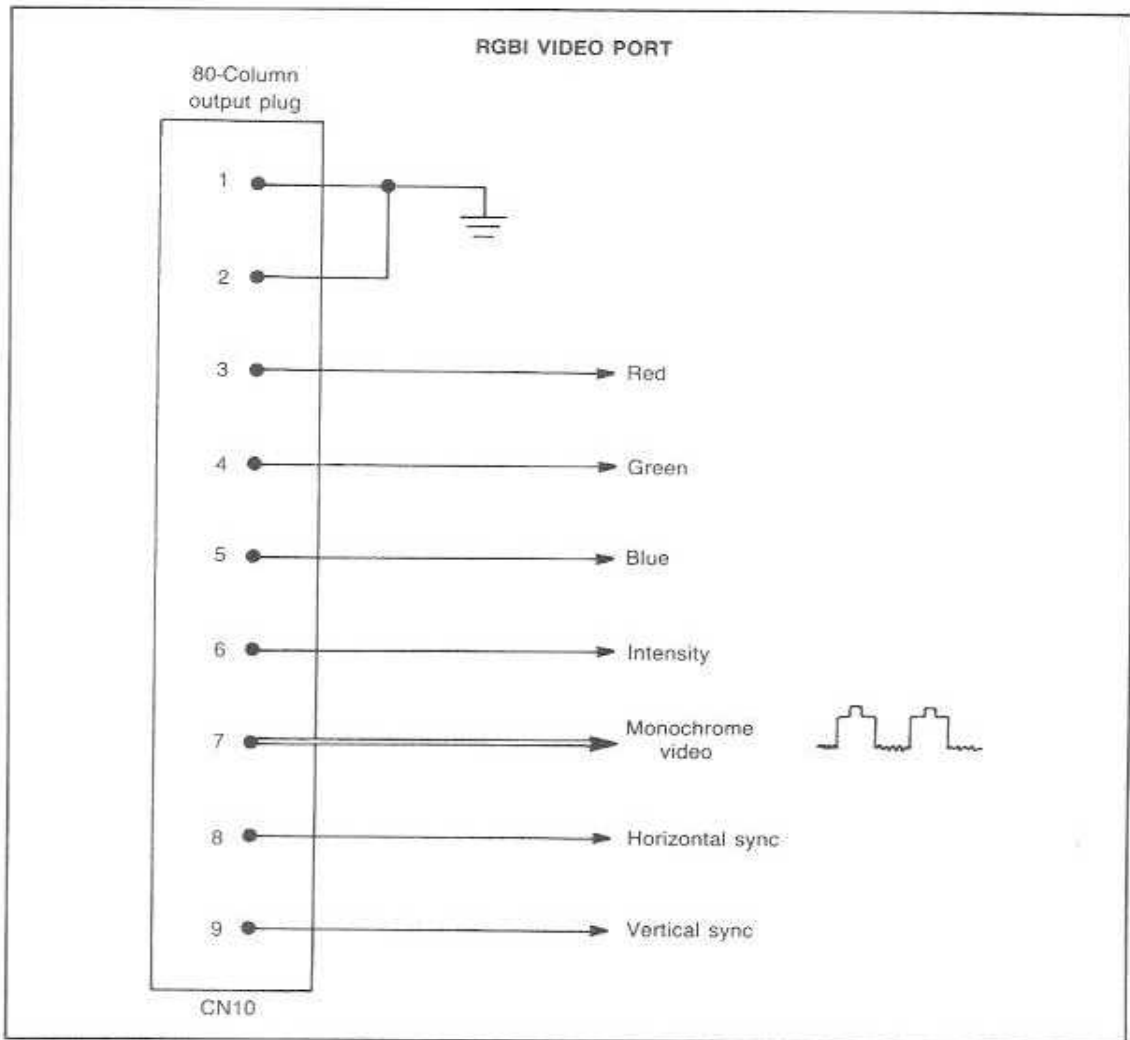 RGBI VIDEO PORT
80-Column
output plug
1
2
3
Red
4
Green
5
Blue
6
Intensity
7
Monochrome
video
8
Horizontal sync
9
Vertical sync
CN10